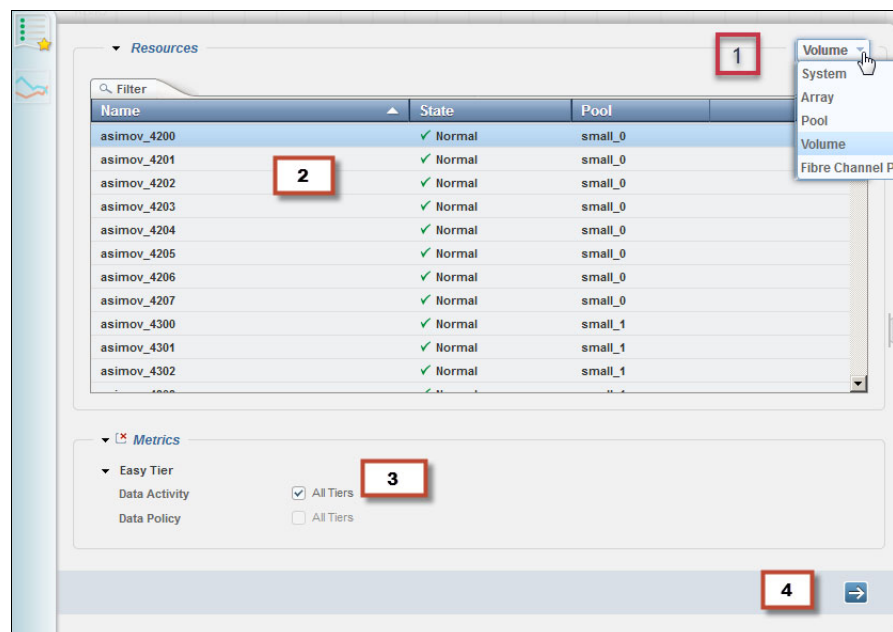 Resources
1
Volume
System
Array
Pool
Volume
Fibre Channel P
Filter
Name State Pool
asimov_4200 Normal small_0
asimov_4201 Normal small_0
2
asimov_4202 Normal small_0
asimov_4203 Normal small_0
asimov_4204 Normal small_0
asimov_4205 Normal small_0
asimov_4206 Normal small_0
asimov_4207 Normal small_0
asimov_4300 Normal small_1
asimov_4301 Normal small_1
asimov_4302 Normal small_1
Metrics
Easy Tier
3
Data Activity All Tiers
Data Policy All Tiers
4